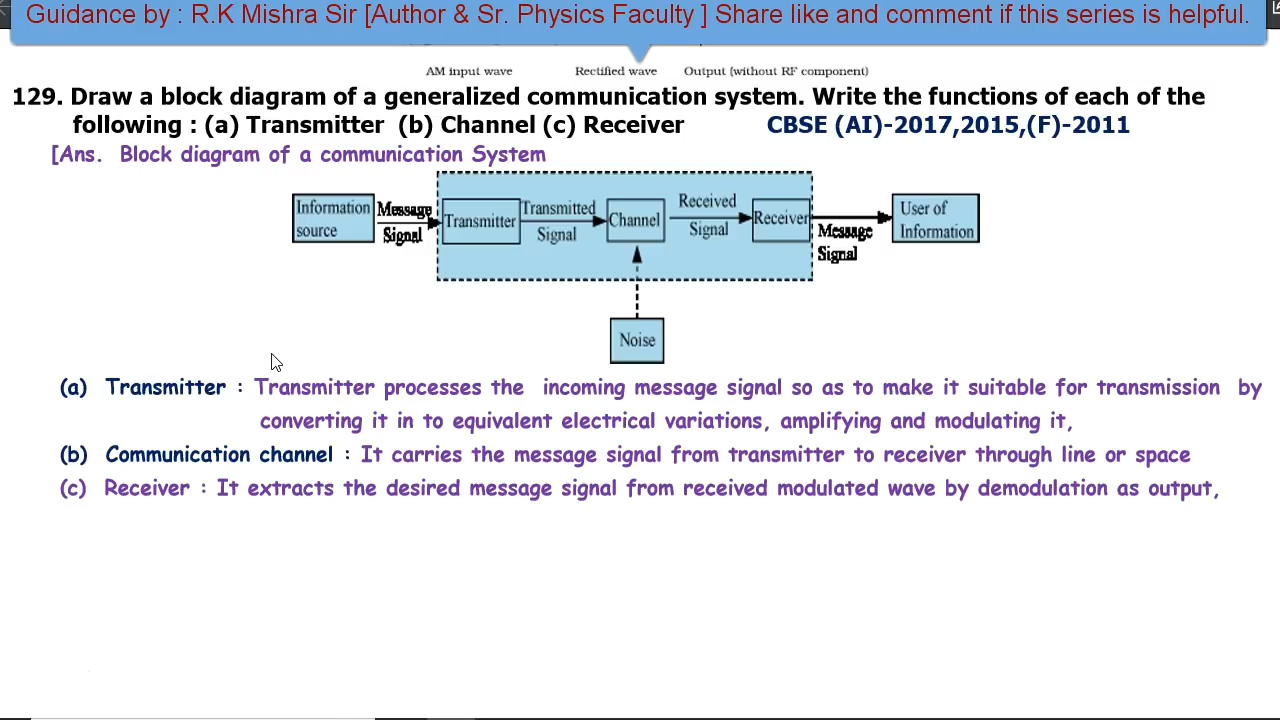 Guidance by : R.K Mishra Sir [Author & Sr. Physics Faculty ] Share like and comment if this series is helpful.
AM input wave Rectified wave Output (without RF component)
129. Draw a block diagram of a generalized communication system. Write the functions of each of the
following : (a) Transmitter (b) Channel (c) Receiver CBSE (AI)-2017,2015,(F)-2011
[Ans. Block diagram of a communication System
Information
source
Message
Signal
Transmitter
Transmitted
Signal
Channel
Received
Signal
Receiver
Message
Signal
User of
Information
Noise
(a) Transmitter : Transmitter processes the incoming message signal so as to make it suitable for transmission by
converting it in to equivalent electrical variations, amplifying and modulating it,
(b) Communication channel : It carries the message signal from transmitter to receiver through line or space
(c) Receiver : It extracts the desired message signal from received modulated wave by demodulation as output,